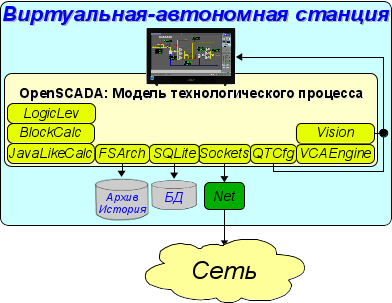 Виртуальная-автономная станция
OpenSCADA: Модель технологического процесса
LogicLev
BlockCalc
Vision
JavaLikeCalc FSArch SQLite Sockets QTCfg VCAEngine
Архив
История
БД
Net
Сеть